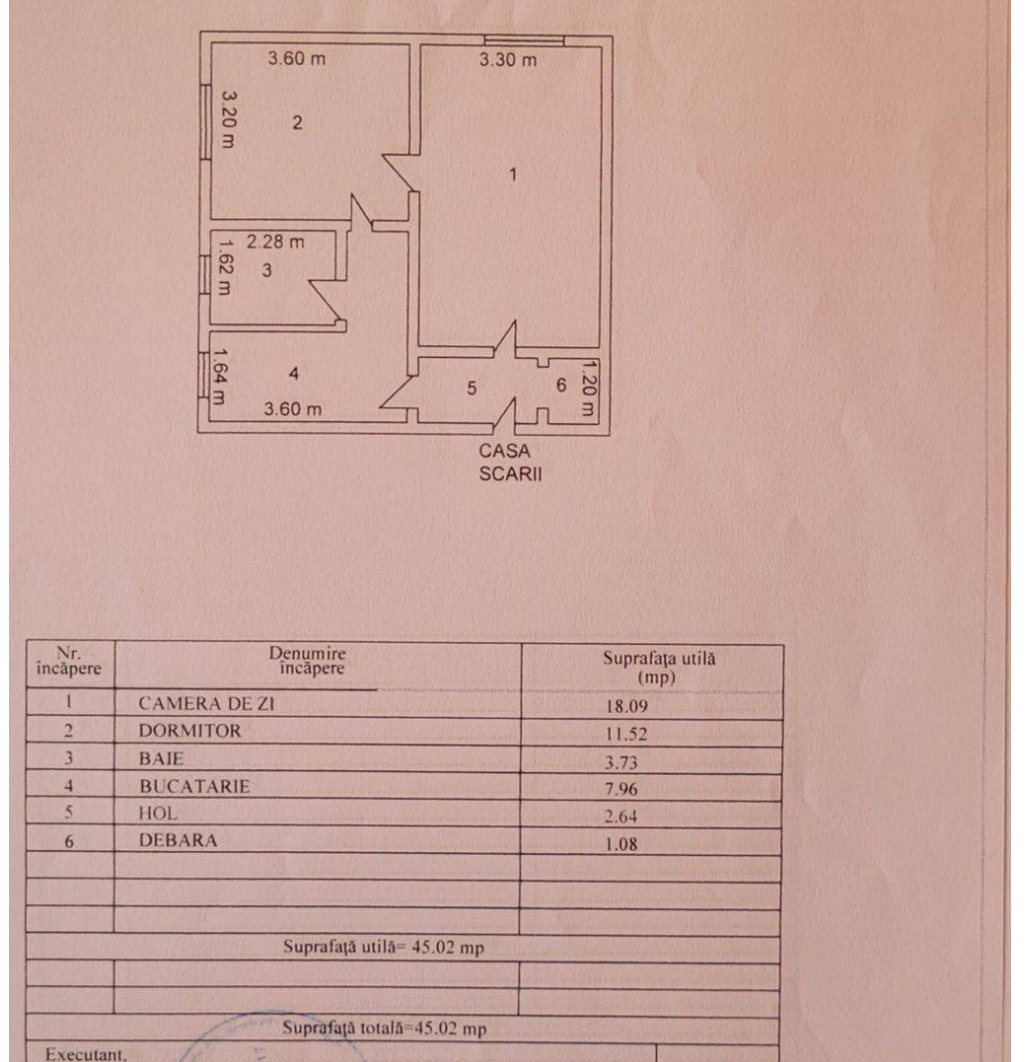 3.60 m
3.30 m
3.20 m
2
1
2.28 m
1.62 m
3
1.64 m
4
3.60 m
5
6
1.20 m
CASA
SCARII
Nr.
încăpere
Denumire
încăpere
Suprafaţa utilă
(mp)
1 CAMERA DE ZI 18.09
2 DORMITOR 11.52
3 BAIE 3.73
4 BUCATARIE 7.96
5 HOL 2.64
6 DEBARA 1.08
Suprafaţă utilă= 45.02 mp
Suprafaţă totală=45.02 mp
Executant,